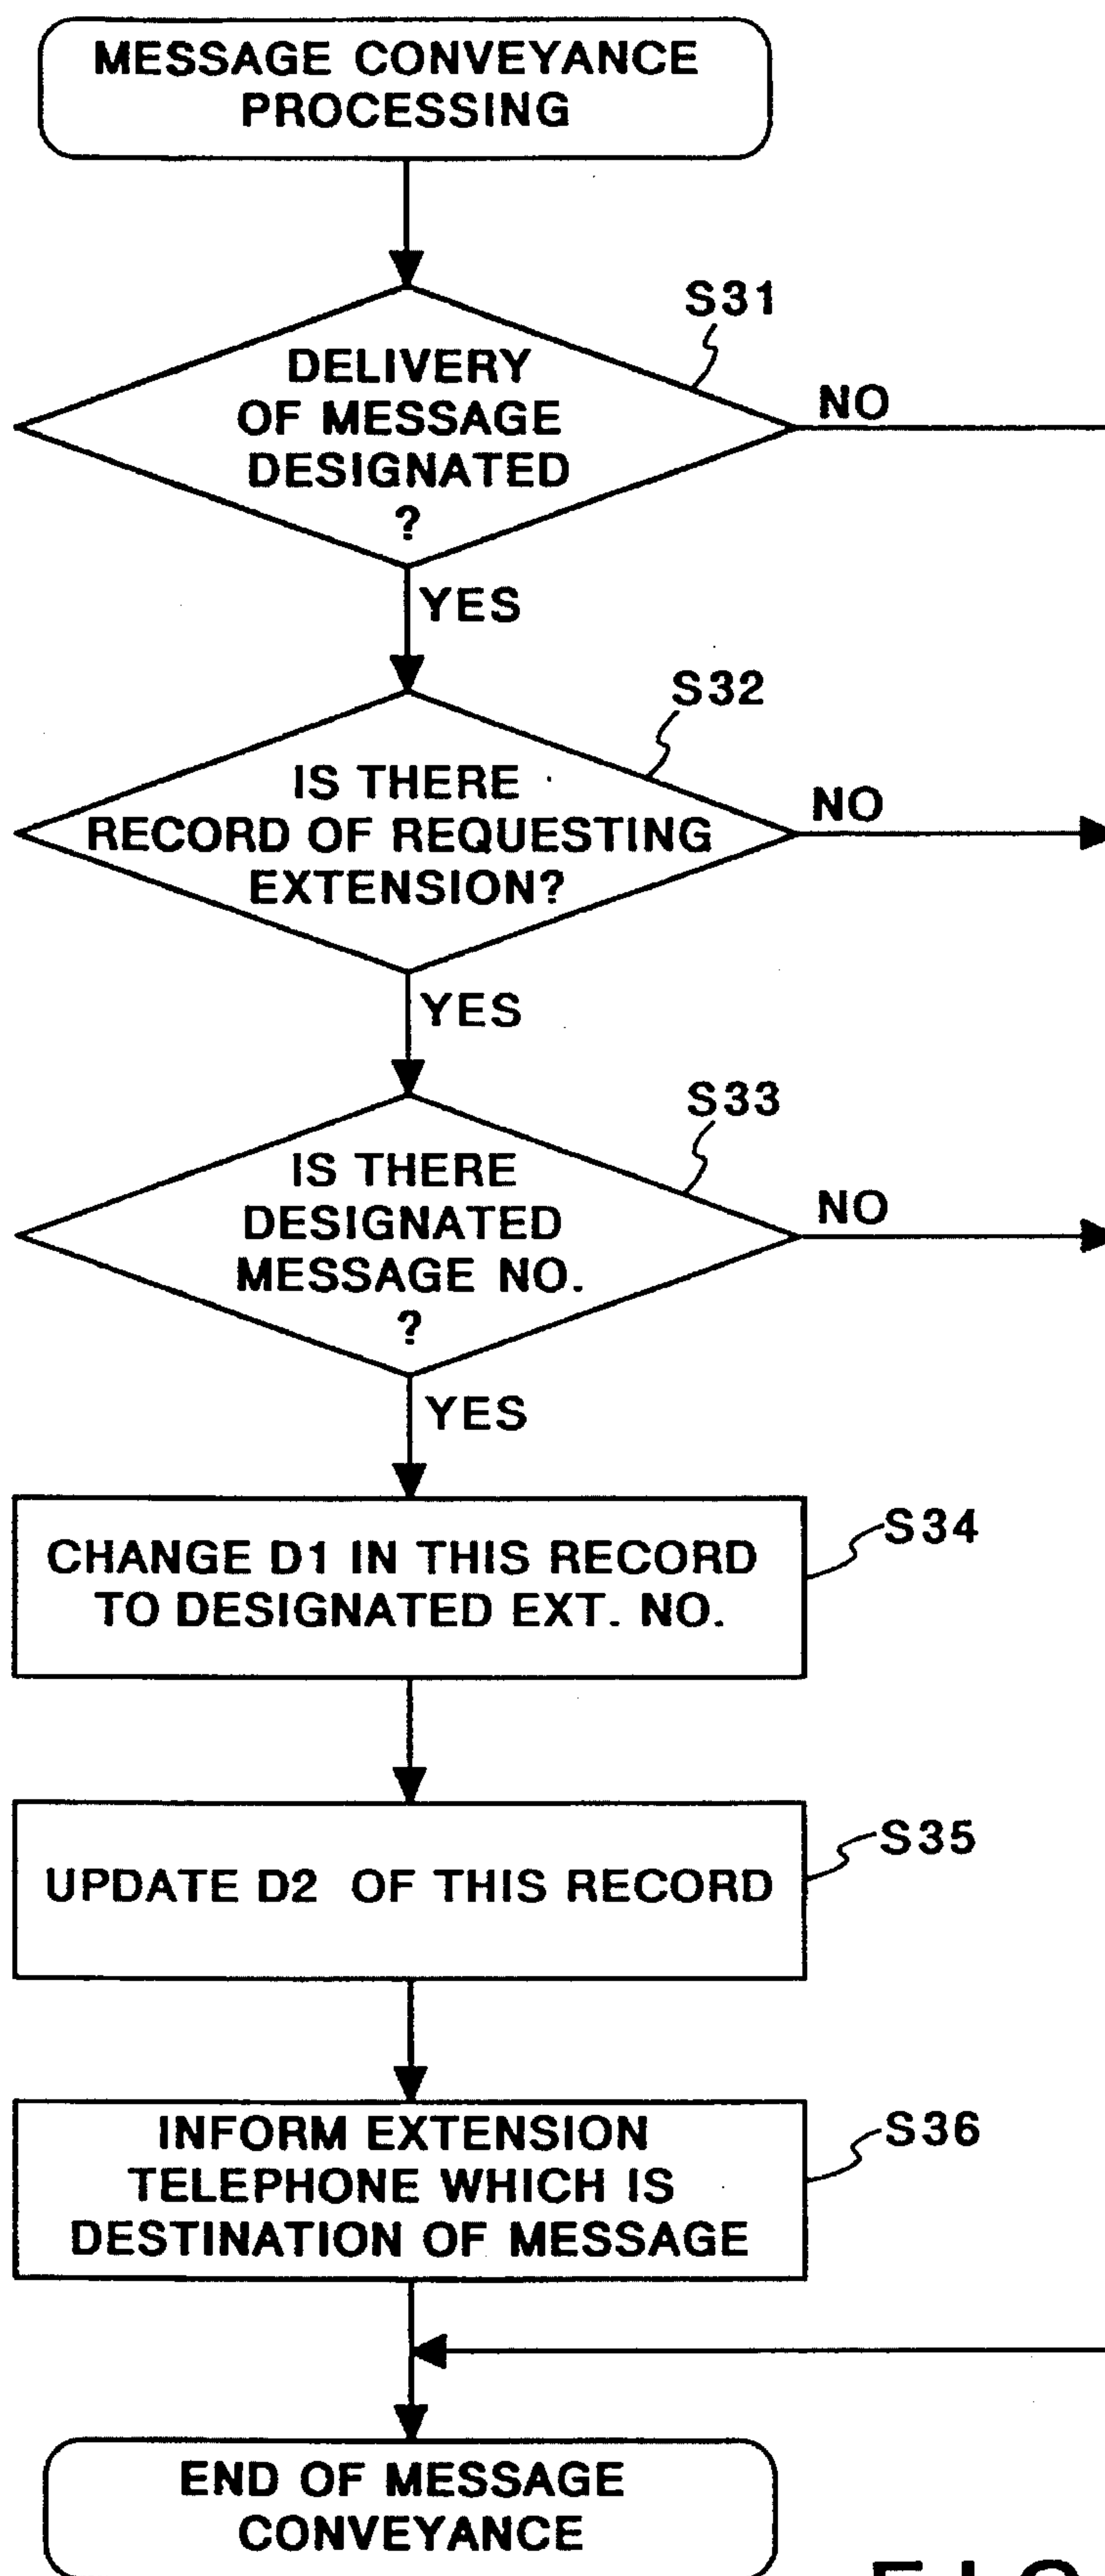 MESSAGE CONVEYANCE
PROCESSING
S31
DELIVERY
OF MESSAGE
DESIGNATED
?
NO
YES
S32
IS THERE
RECORD OF REQUESTING
EXTENSION?
NO
YES
S33
IS THERE
DESIGNATED
MESSAGE NO.
?
NO
YES
CHANGE D1 IN THIS RECORD
TO DESIGNATED EXT. NO.
S34
UPDATE D2 OF THIS RECORD
S35
INFORM EXTENSION
TELEPHONE WHICH IS
DESTINATION OF MESSAGE
S36
END OF MESSAGE
CONVEYANCE